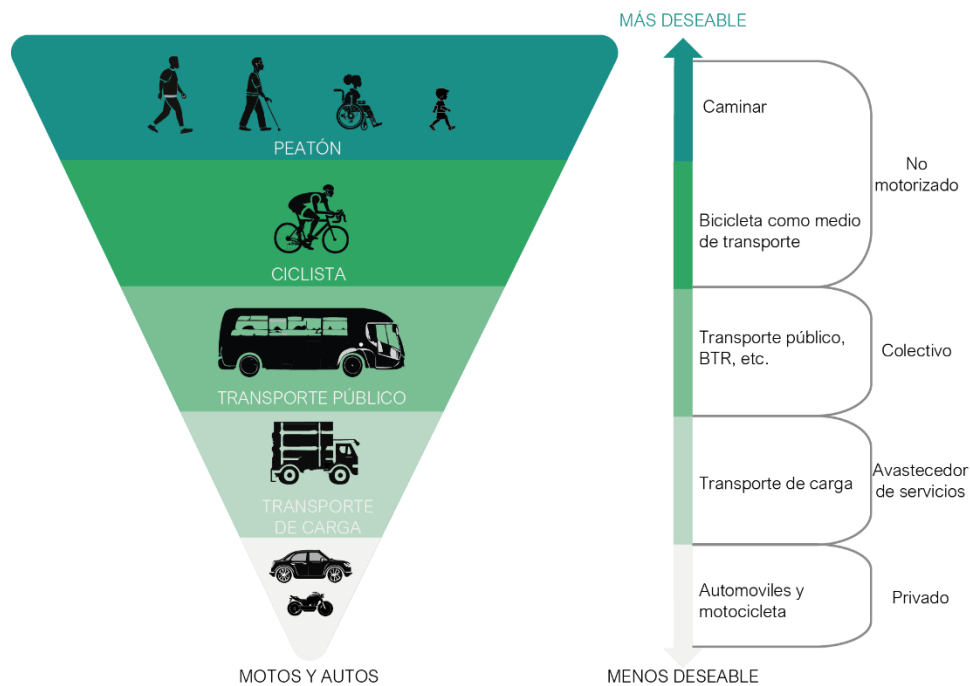 MÁS DESEABLE
PEATÓN
CICLISTA
TRANSPORTE PÚBLICO
TRANSPORTE
DE CARGA
MOTOS Y AUTOS
Caminar
Bicicleta como medio
de transporte
No
motorizado
Transporte público,
BTR, etc.
Colectivo
Transporte de carga
Avastecedor
de servicios
Automoviles y
motocicleta
Privado
MENOS DESEABLE